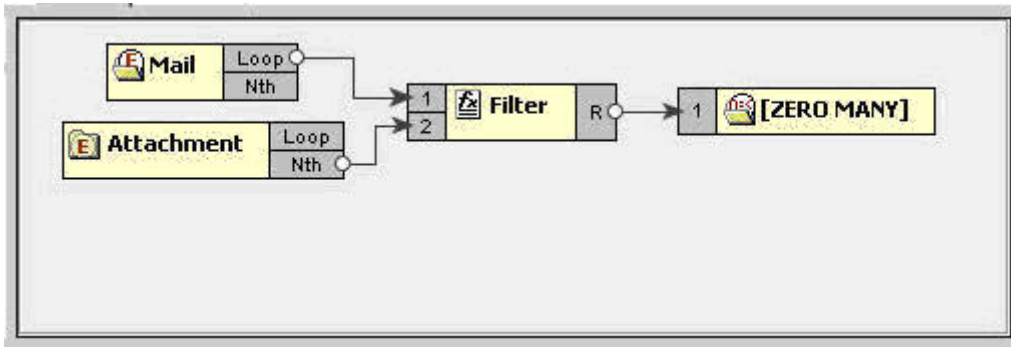 Mail Loop
Nth
1 Filter R 1 [ZERO MANY]
2
Attachment Loop
Nth